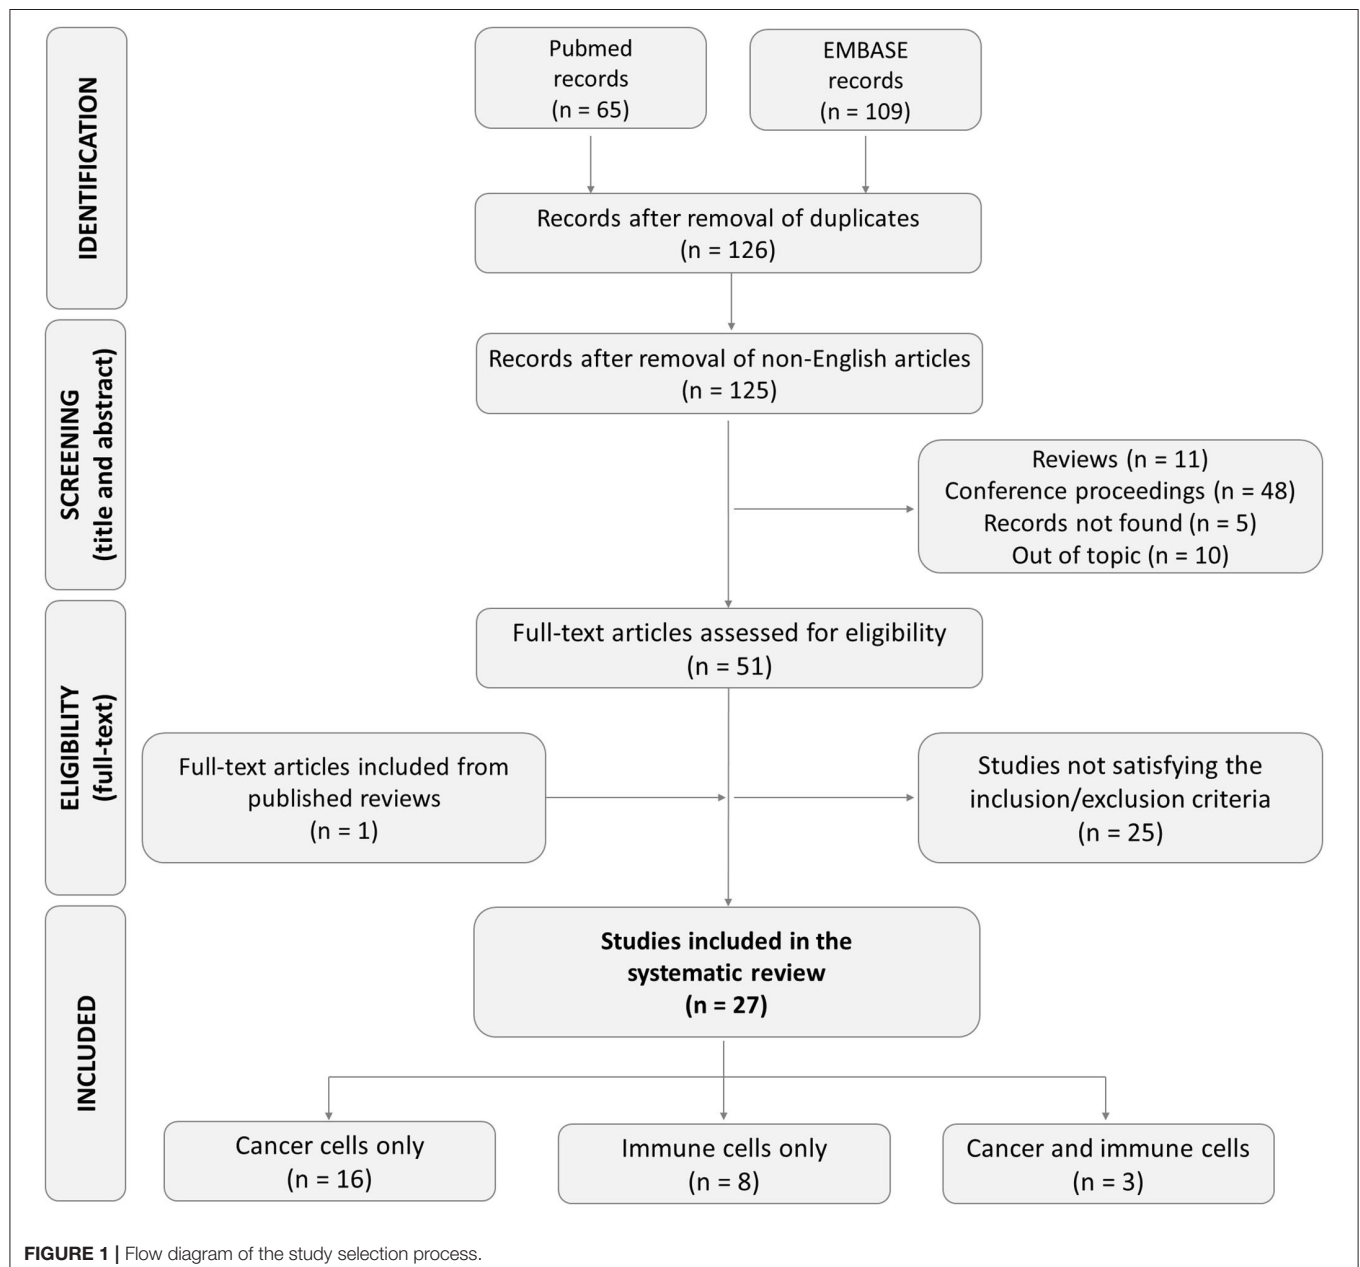 IDENTIFICATION
Pubmed
records
(n = 65)
EMBASE
records
(n = 109)
Records after removal of duplicates
(n = 126)
SCREENING
(title and abstract)
Records after removal of non-English articles
(n = 125)
Reviews (n = 11)
Conference proceedings (n = 48)
Records not found (n = 5)
Out of topic (n = 10)
ELIGIBILITY
(full-text)
Full-text articles assessed for eligibility
(n = 51)
Full-text articles included from
published reviews
(n = 1)
Studies not satisfying the
inclusion/exclusion criteria
(n = 25)
INCLUDED
Studies included in the
systematic review
(n = 27)
Cancer cells only
(n = 16)
Immune cells only
(n = 8)
Cancer and immune cells
(n = 3)
FIGURE 1 | Flow diagram of the study selection process.